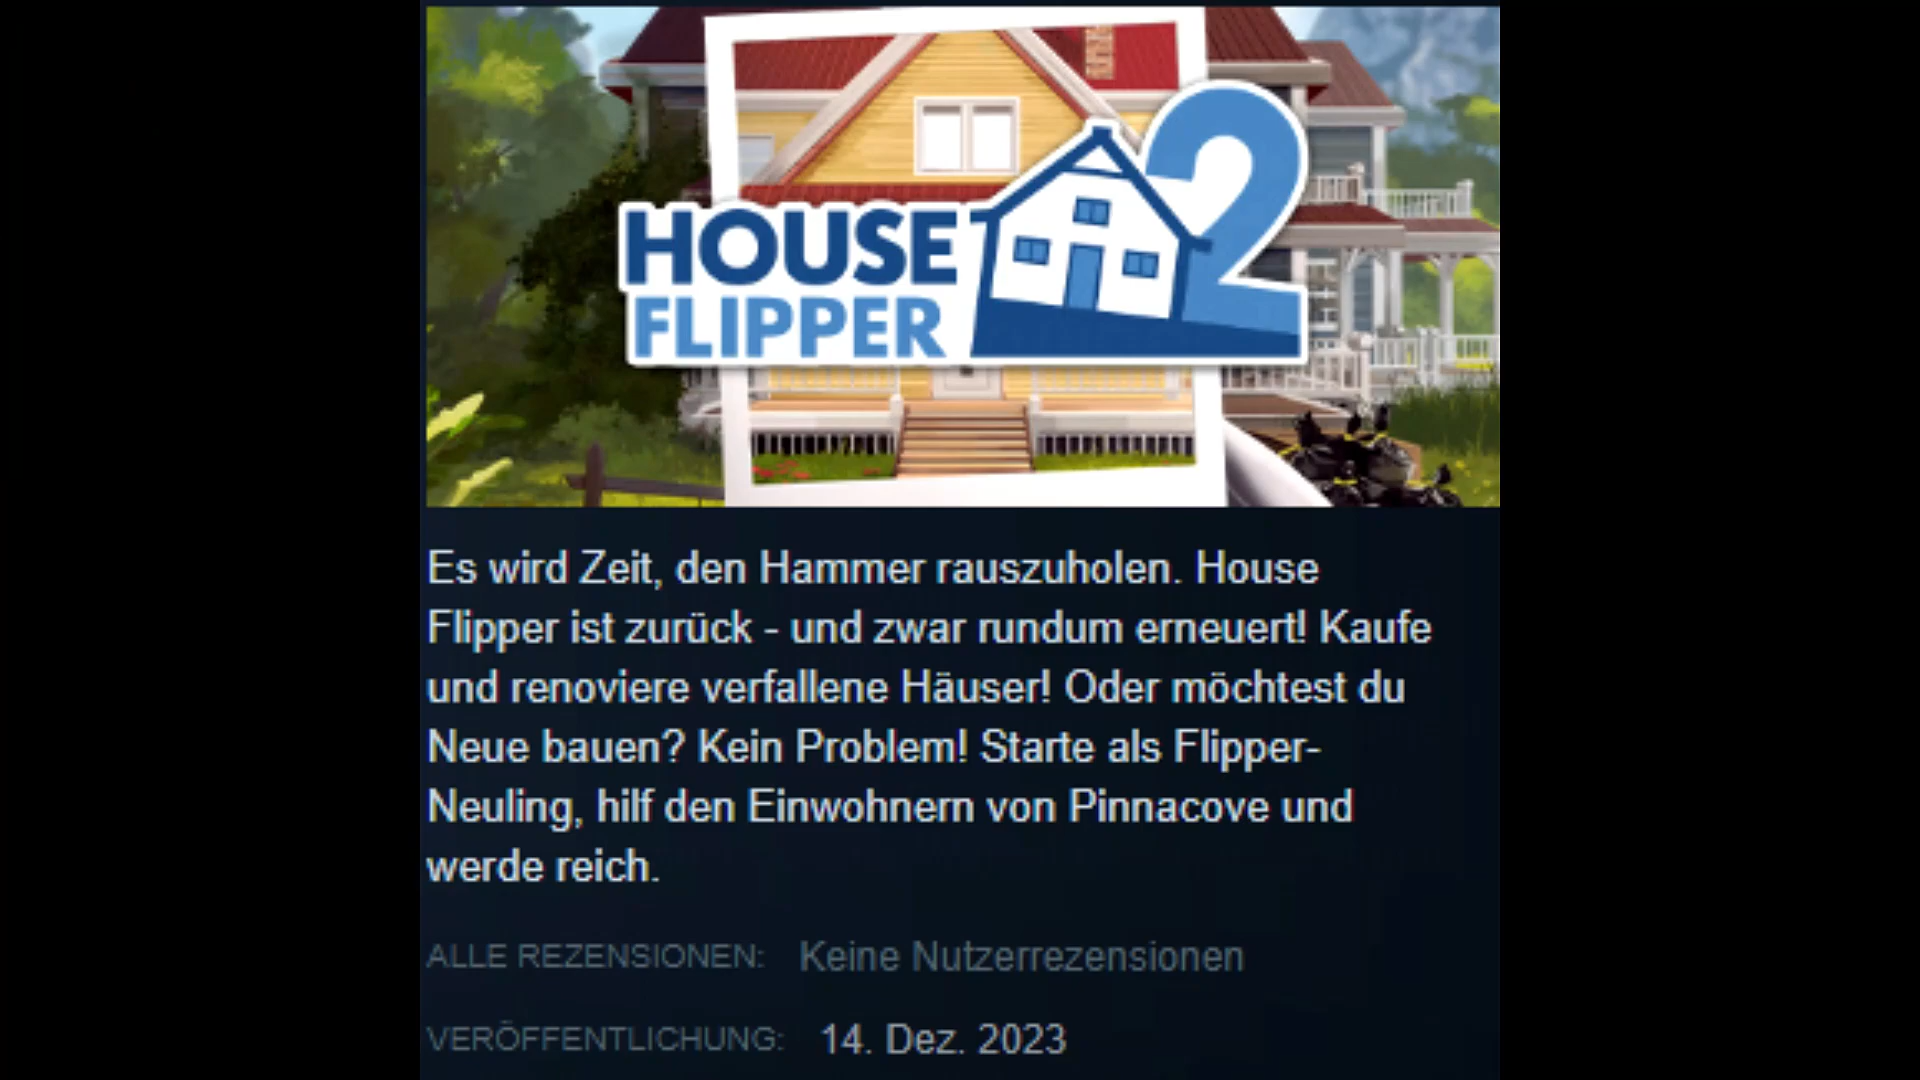 HOUSE
FLIPPER
2
Es wird Zeit, den Hammer rauszuholen. House
Flipper ist zurück - und zwar rundum erneuert! Kaufe
und renoviere verfallene Häuser! Oder möchtest du
Neue bauen? Kein Problem! Starte als Flipper-
Neuling, hilf den Einwohnern von Pinnacove und
werde reich.
ALLE REZENSIONEN: Keine Nutzerrezensionen
VERÖFFENTLICHUNG: 14. Dez. 2023